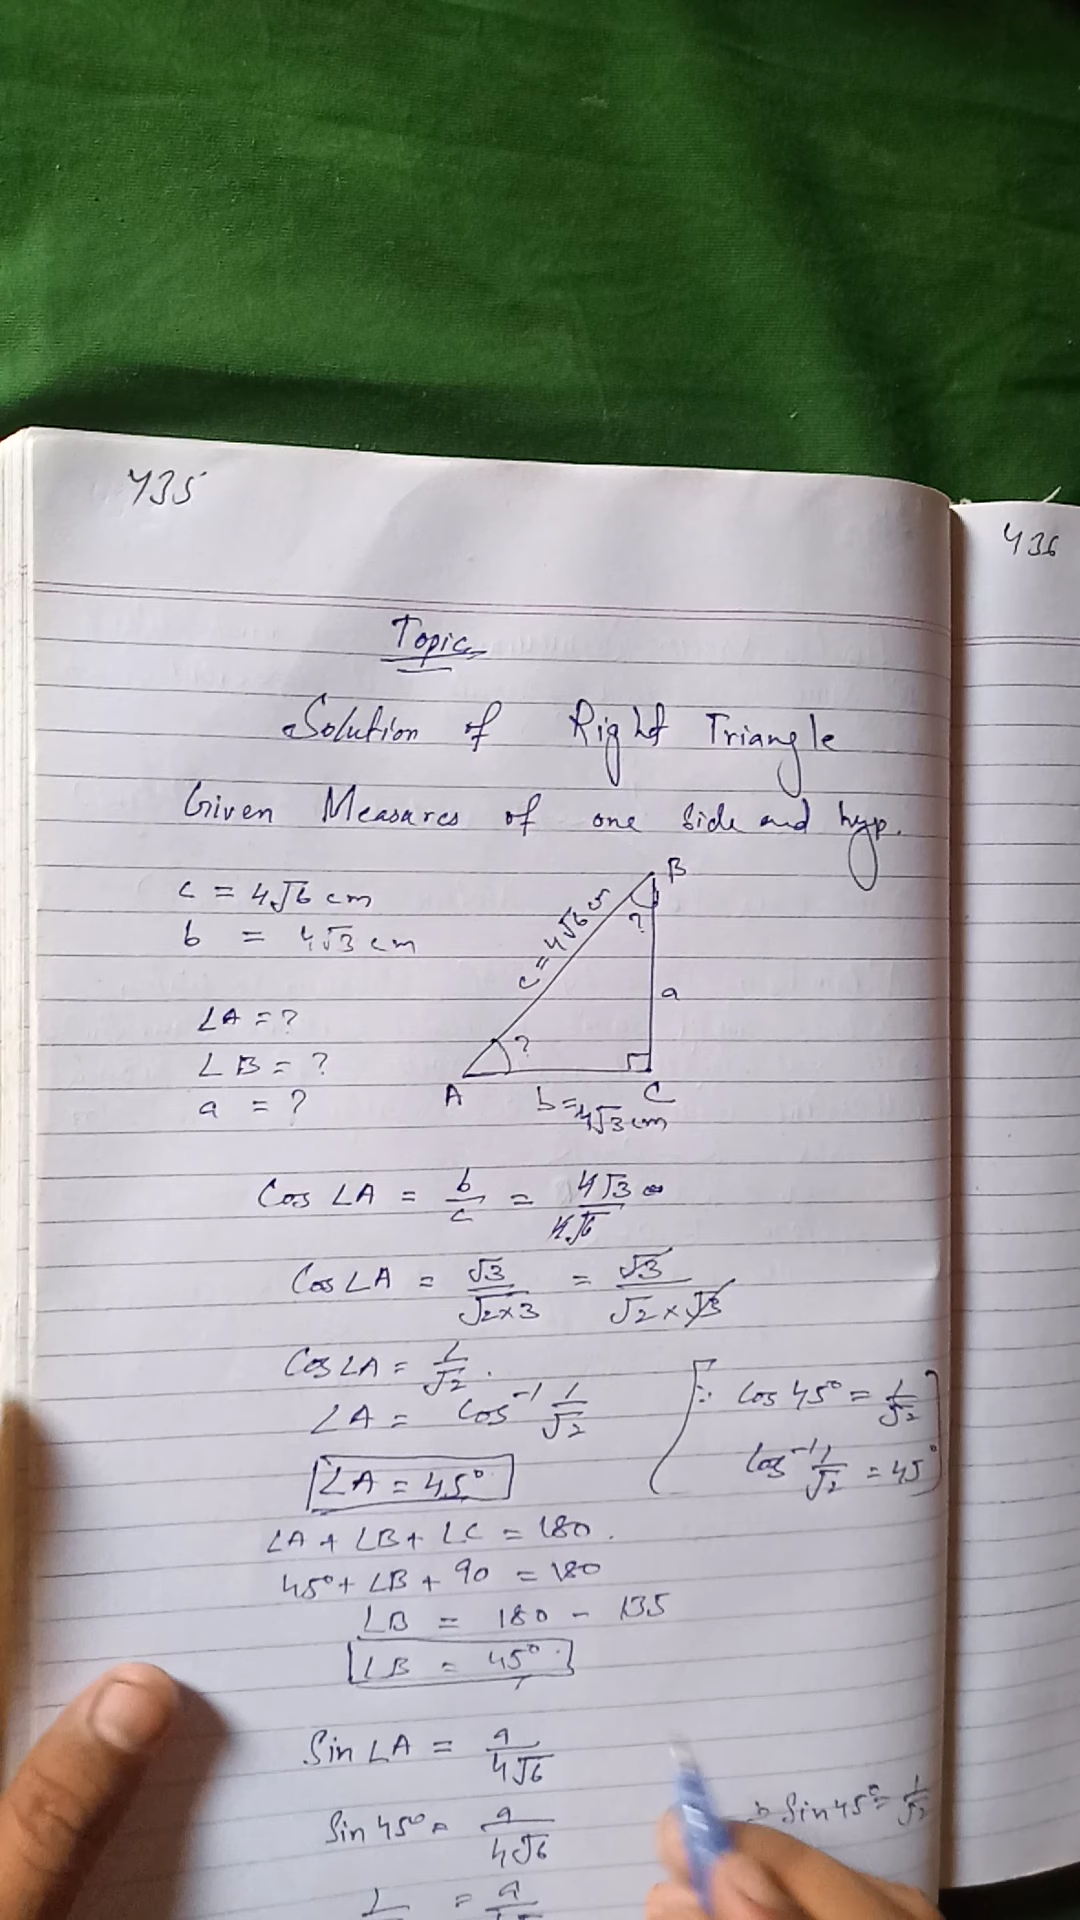 435
436
Topic
Solution of Right Triangle
Given Measures of one Side and hyp.
c = 4√6 cm
b = 4√3 cm
∠A = ?
∠B = ?
a = ?
B
?
c = 4√6
a
?
A
C
b = 4√3 cm
Cos ∠A = b/c = 4√3/4√6
Cos ∠A = √3/√2×3 = √3/√2×√3
Cos ∠A = 1/√2.
∠A = Cos⁻¹ 1/√2
[∵ Cos 45° = 1/√2
Cos⁻¹ 1/√2 = 45°]
∠A = 45°
∠A + ∠B + ∠C = 180.
45° + ∠B + 90 = 180
∠B = 180 - 135
∠B = 45°
Sin ∠A = a/4√6
Sin 45° = a/4√6
Sin 45° = 1/√2
1 = a